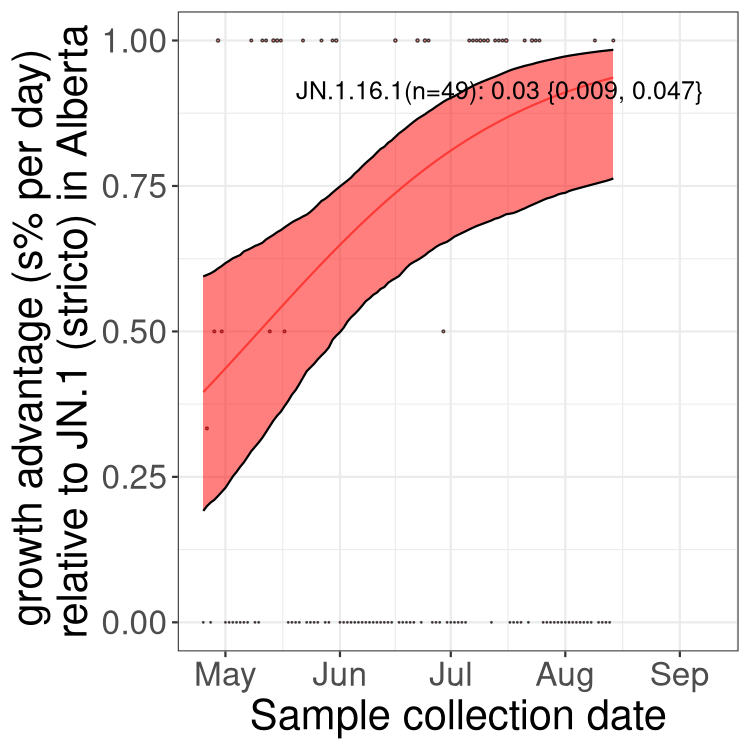 growth advantage (s% per day)
relative to JN.1 (stricto) in Alberta
1.00
0.75
0.50
0.25
0.00
JN.1.16.1(n=49): 0.03 {0.009, 0.047}
May Jun Jul Aug Sep
Sample collection date